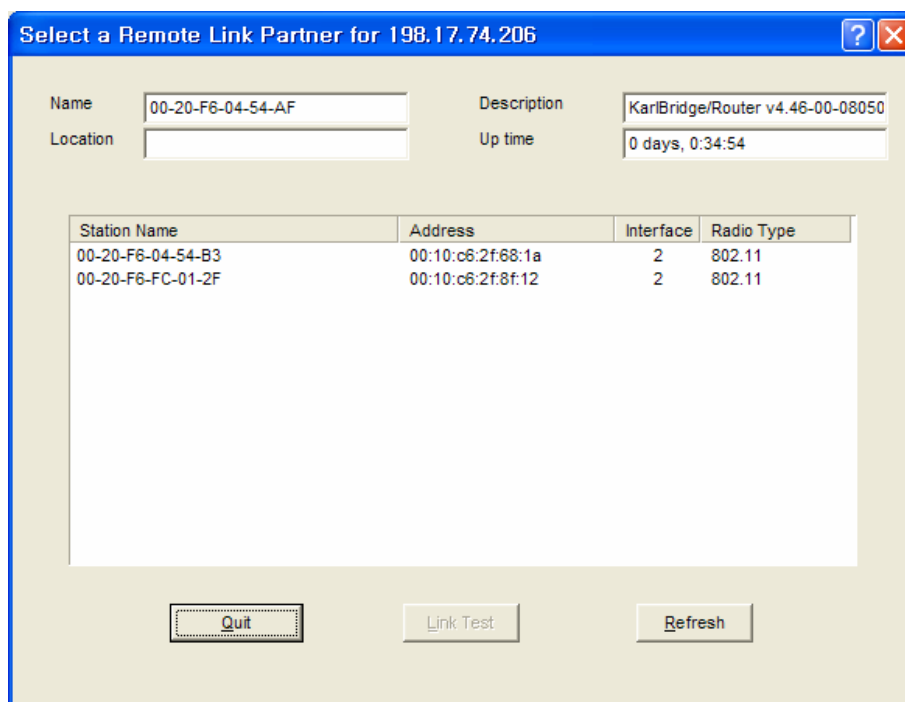 Select a Remote Link Partner for 198.17.74.206
Name 00-20-F6-04-54-AF Description KarlBridge/Router v4.46-00-08050
Location Up time 0 days, 0:34:54
Station Name Address Interface Radio Type
00-20-F6-04-54-B3 00:10:c6:2f:68:1a 2 802.11
00-20-F6-FC-01-2F 00:10:c6:2f:8f:12 2 802.11
Quit Link Test Refresh